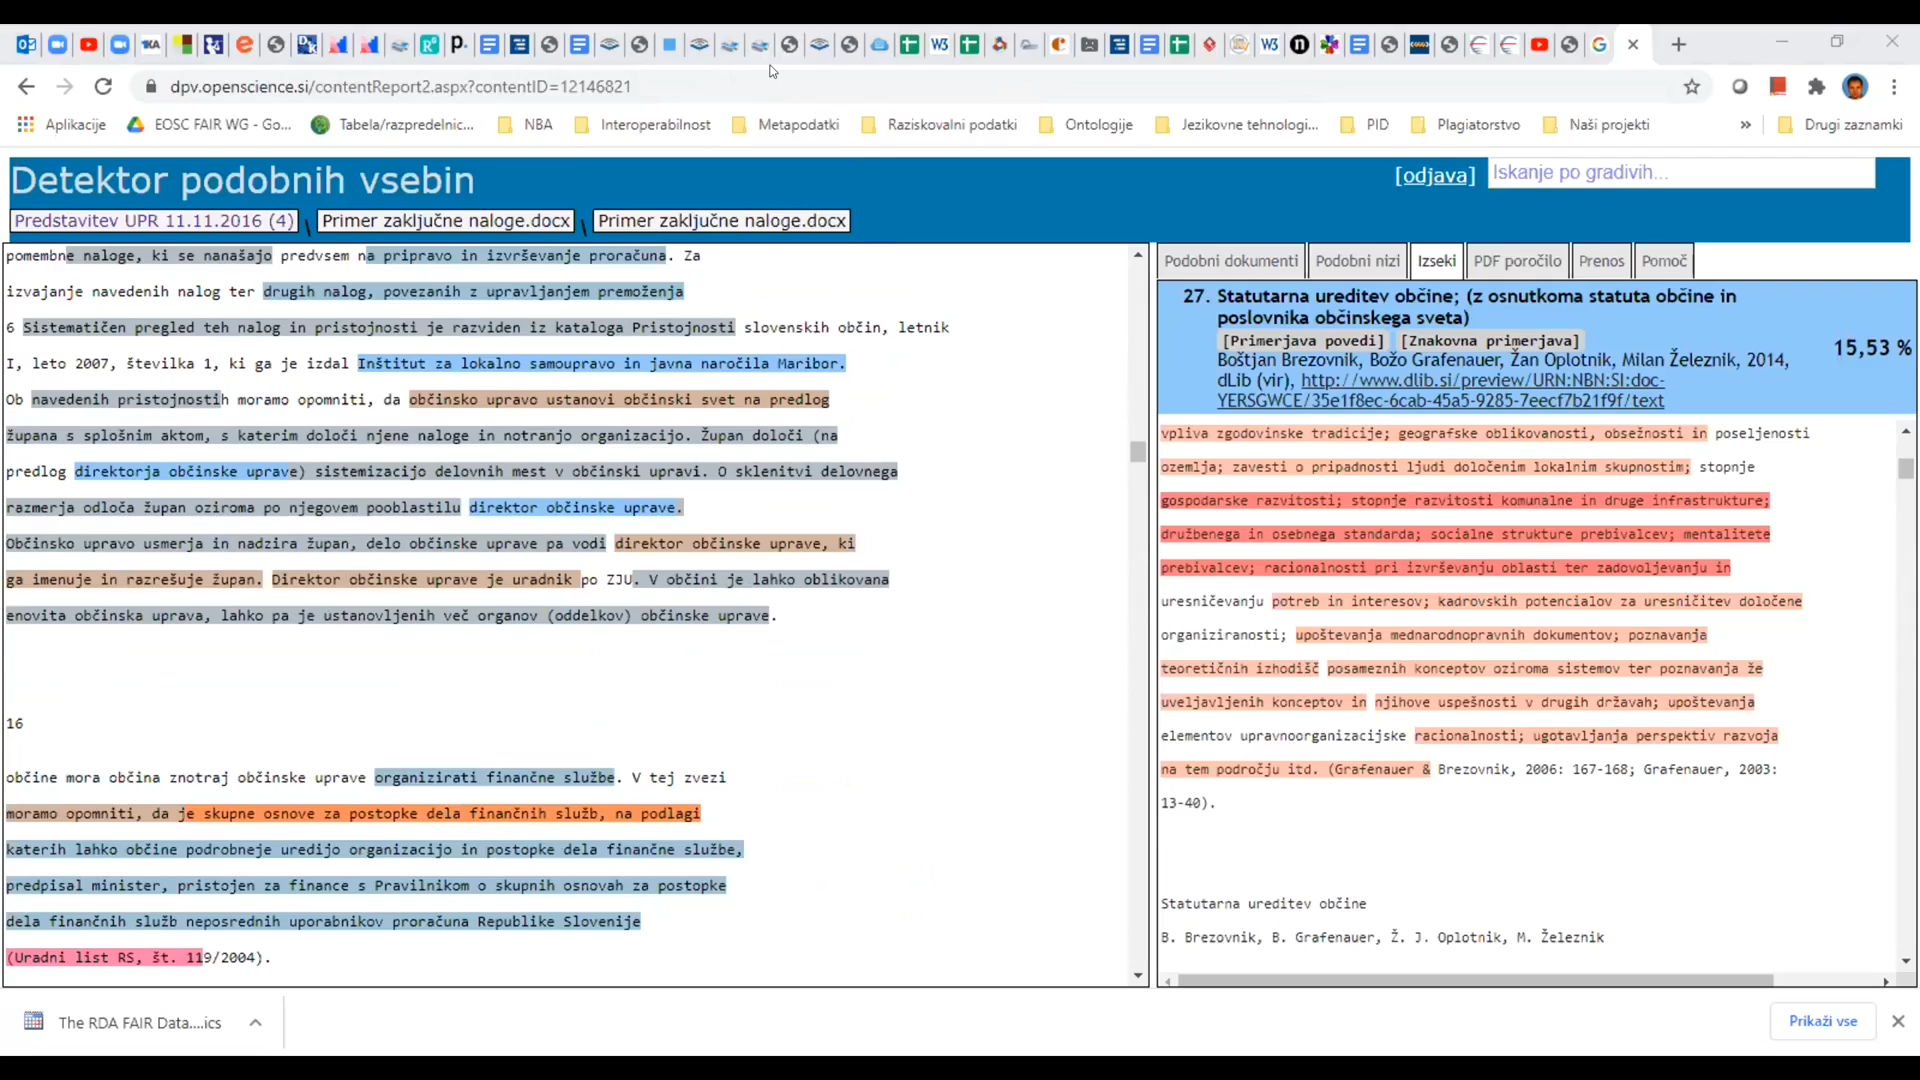 dpv.openscience.si/contentReport2.aspx?contentID=12146821
Aplikacije EOSC FAIR WG - Go... Tabela/razpredelnic... NBA Interoperabilnost Metapodatki Raziskovalni podatki Ontologije Jezikovne tehnologi... PID Plagiatorstvo Naši projekti » Drugi zaznamki
Detektor podobnih vsebin
[odjava] Iskanje po gradivih...
Predstavitev UPR 11.11.2016 (4) \ Primer zaključne naloge.docx \ Primer zaključne naloge.docx
pomembne naloge, ki se nanašajo predvsem na pripravo in izvrševanje proračuna. Za
izvajanje navedenih nalog ter drugih nalog, povezanih z upravljanjem premoženja
6 Sistematičen pregled teh nalog in pristojnosti je razviden iz kataloga Pristojnosti slovenskih občin, letnik
I, leto 2007, številka 1, ki ga je izdal Inštitut za lokalno samoupravo in javna naročila Maribor.
Ob navedenih pristojnostih moramo opomniti, da občinsko upravo ustanovi občinski svet na predlog
župana s splošnim aktom, s katerim določi njene naloge in notranjo organizacijo. Župan določi (na
predlog direktorja občinske uprave) sistemizacijo delovnih mest v občinski upravi. O sklenitvi delovnega
razmerja odloča župan oziroma po njegovem pooblastilu direktor občinske uprave.
Občinsko upravo usmerja in nadzira župan, delo občinske uprave pa vodi direktor občinske uprave, ki
ga imenuje in razrešuje župan. Direktor občinske uprave je uradnik po ZJU. V občini je lahko oblikovana
enovita občinska uprava, lahko pa je ustanovljenih več organov (oddelkov) občinske uprave.
16
občine mora občina znotraj občinske uprave organizirati finančne službe. V tej zvezi
moramo opomniti, da je skupne osnove za postopke dela finančnih služb, na podlagi
katerih lahko občine podrobneje uredijo organizacijo in postopke dela finančne službe,
predpisal minister, pristojen za finance s Pravilnikom o skupnih osnovah za postopke
dela finančnih služb neposrednih uporabnikov proračuna Republike Slovenije
(Uradni list RS, št. 119/2004).
Podobni dokumenti Podobni nizi Izseki PDF poročilo Prenos Pomoč
27. Statutarna ureditev občine; (z osnutkoma statuta občine in
poslovnika občinskega sveta)
[Primerjava povedi] [Znakovna primerjava]
15,53 %
Boštjan Brezovnik, Božo Grafenauer, Žan Oplotnik, Milan Železnik, 2014,
dLib (vir), http://www.dlib.si/preview/URN:NBN:SI:doc-
YERSGWCE/35e1f8ec-6cab-45a5-9285-7eecf7b21f9f/text
vpliva zgodovinske tradicije; geografske oblikovanosti, obsežnosti in poseljenosti
ozemlja; zavesti o pripadnosti ljudi določenim lokalnim skupnostim; stopnje
gospodarske razvitosti; stopnje razvitosti komunalne in druge infrastrukture;
družbenega in osebnega standarda; socialne strukture prebivalcev; mentalitete
prebivalcev; racionalnosti pri izvrševanju oblasti ter zadovoljevanju in
uresničevanju potreb in interesov; kadrovskih potencialov za uresničitev določene
organiziranosti; upoštevanja mednarodnopravnih dokumentov; poznavanja
teoretičnih izhodišč posameznih konceptov oziroma sistemov ter poznavanja že
uveljavljenih konceptov in njihove uspešnosti v drugih državah; upoštevanja
elementov upravnoorganizacijske racionalnosti; ugotavljanja perspektiv razvoja
na tem področju itd. (Grafenauer & Brezovnik, 2006: 167-168; Grafenauer, 2003:
13-40).
Statutarna ureditev občine
B. Brezovnik, B. Grafenauer, Ž. J. Oplotnik, M. Železnik
The RDA FAIR Data....ics
Prikaži vse